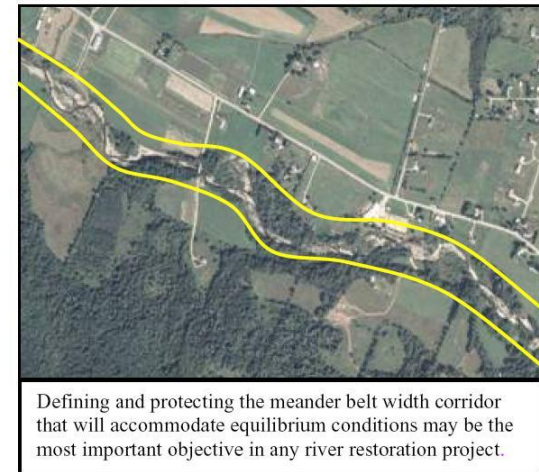 Defining and protecting the meander belt width corridor
that will accommodate equilibrium conditions may be the
most important objective in any river restoration project.